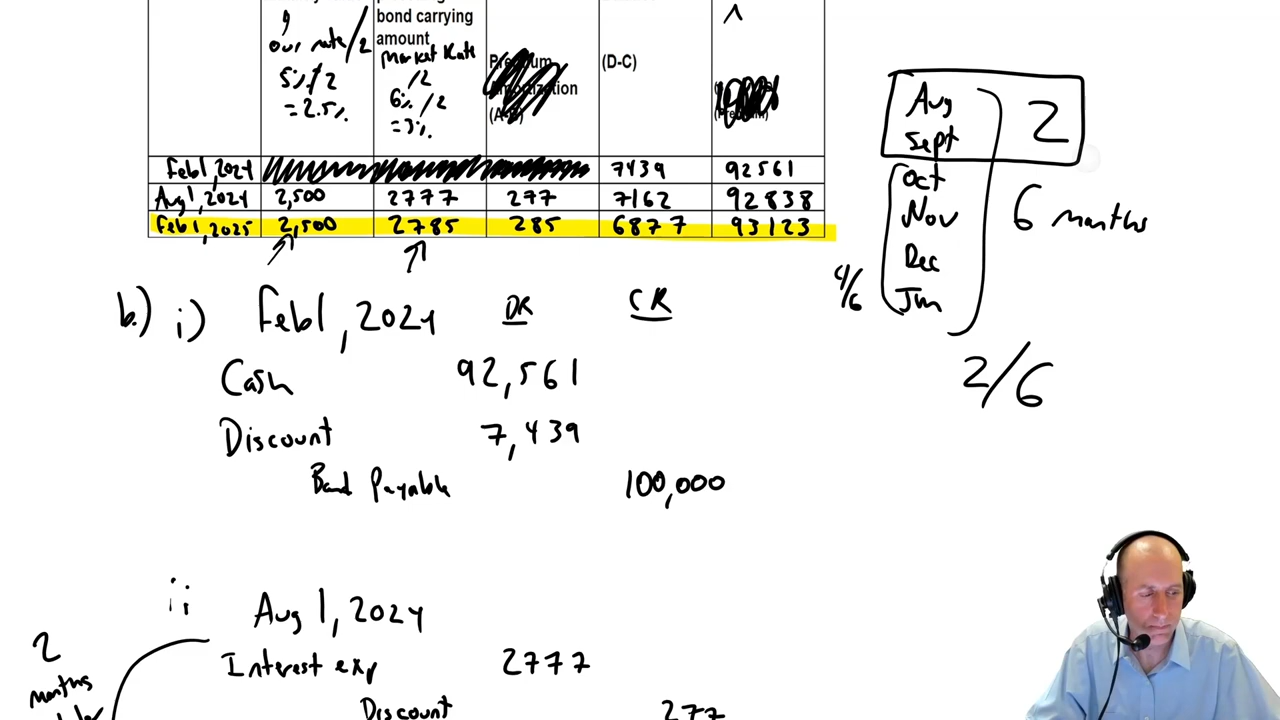 bond carrying
amount
our rate/2
5%/2
= 2.5%
Market Rate
/2
6%/2
= 3%
(D-C)
Feb 1, 2024 7439 92561
Aug 1, 2024 2,500 2777 277 7162 92838
Feb 1, 2025 2,500 2785 285 6877 93123
Aug
Sept
2
Oct
Nov
Dec
Jan
6 months
4/6
2/6
b.) i) Feb 1, 2024 DR CR
Cash 92,561
Discount 7,439
Bond Payable 100,000
ii Aug 1, 2024
Interest exp 2777
Discount 277
2
months